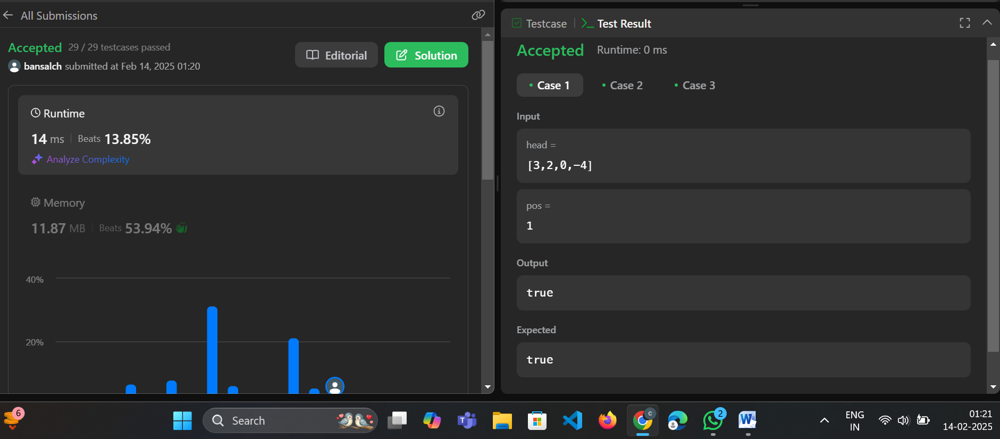 All Submissions
Accepted 29 / 29 testcases passed
bansalch submitted at Feb 14, 2025 01:20
Editorial
Solution
Runtime
14 ms | Beats 13.85%
Analyze Complexity
Memory
11.87 MB | Beats 53.94%
40%
20%
Testcase | Test Result
Accepted Runtime: 0 ms
• Case 1 • Case 2 • Case 3
Input
head =
[3,2,0,-4]
pos =
1
Output
true
Expected
true
6
Search
T
C
2
W
ENG
IN
01:21
14-02-2025